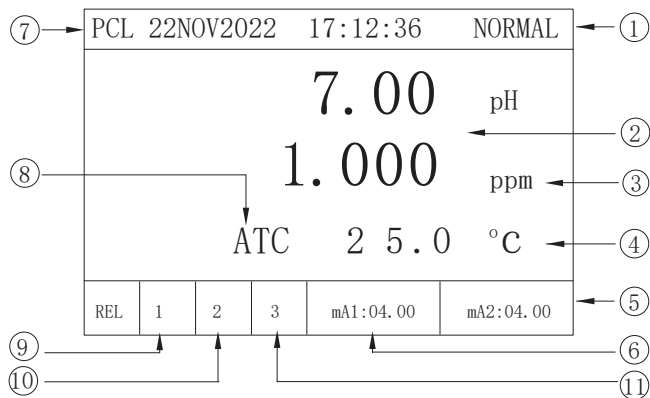 ⑦ PCL 22NOV2022 17:12:36 NORMAL ①
7.00 pH
②
1.000 ppm ③
⑧
ATC 25.0 °C ④
REL 1 2 3 mA1:04.00 mA2:04.00 ⑤
⑨ ⑥
⑩ ⑪